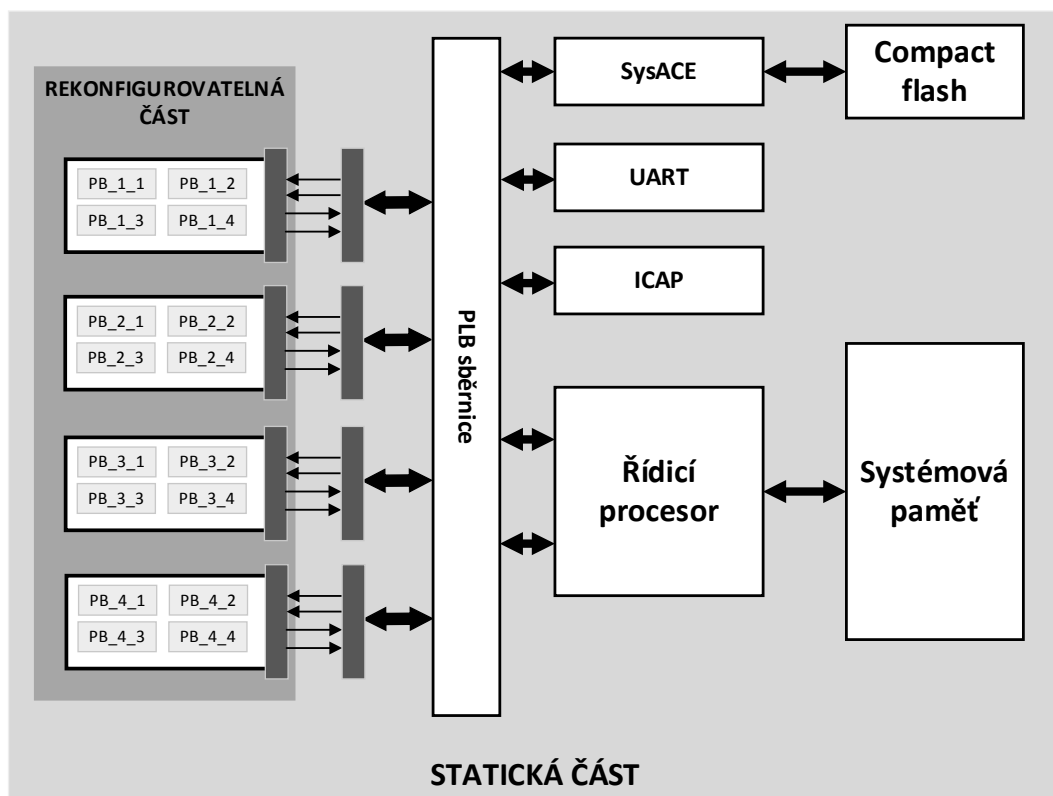 REKONFIGUROVATELNÁ
ČÁST
PB_1_1
PB_1_2
PB_1_3
PB_1_4
PB_2_1
PB_2_2
PB_2_3
PB_2_4
PB_3_1
PB_3_2
PB_3_3
PB_3_4
PB_4_1
PB_4_2
PB_4_3
PB_4_4
PLB sběrnice
SysACE
Compact
flash
UART
ICAP
Řídicí
procesor
Systémová
paměť
STATICKÁ ČÁST